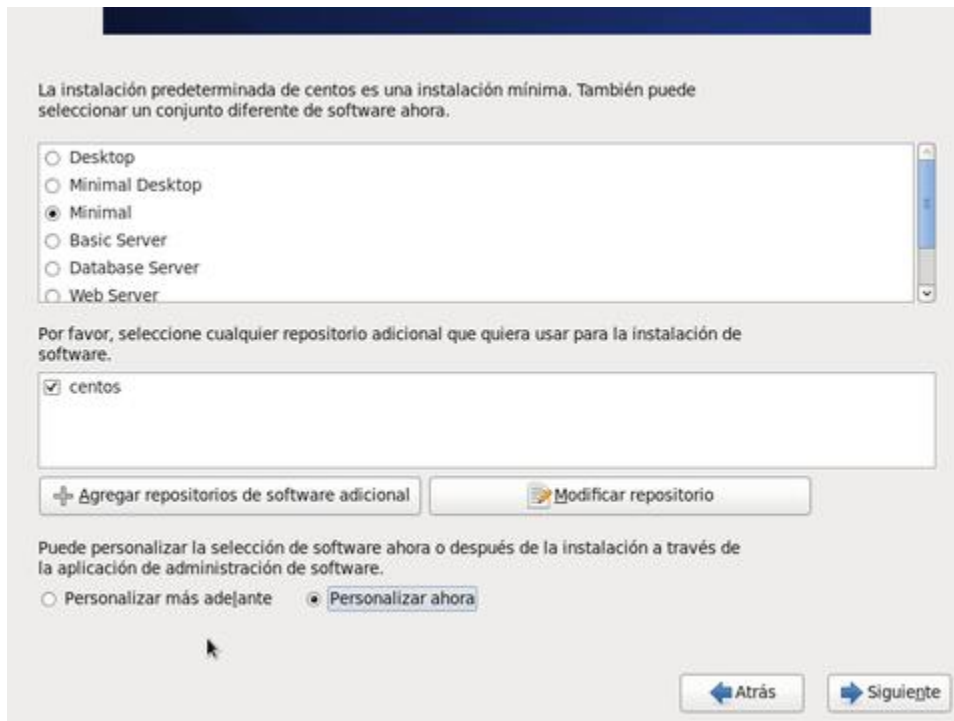 La instalación predeterminada de centos es una instalación mínima. También puede
seleccionar un conjunto diferente de software ahora.
Desktop
Minimal Desktop
Minimal
Basic Server
Database Server
Web Server
Por favor, seleccione cualquier repositorio adicional que quiera usar para la instalación de
software.
centos
Agregar repositorios de software adicional
Modificar repositorio
Puede personalizar la selección de software ahora o después de la instalación a través de
la aplicación de administración de software.
Personalizar más adelante
Personalizar ahora
Atrás
Siguiente